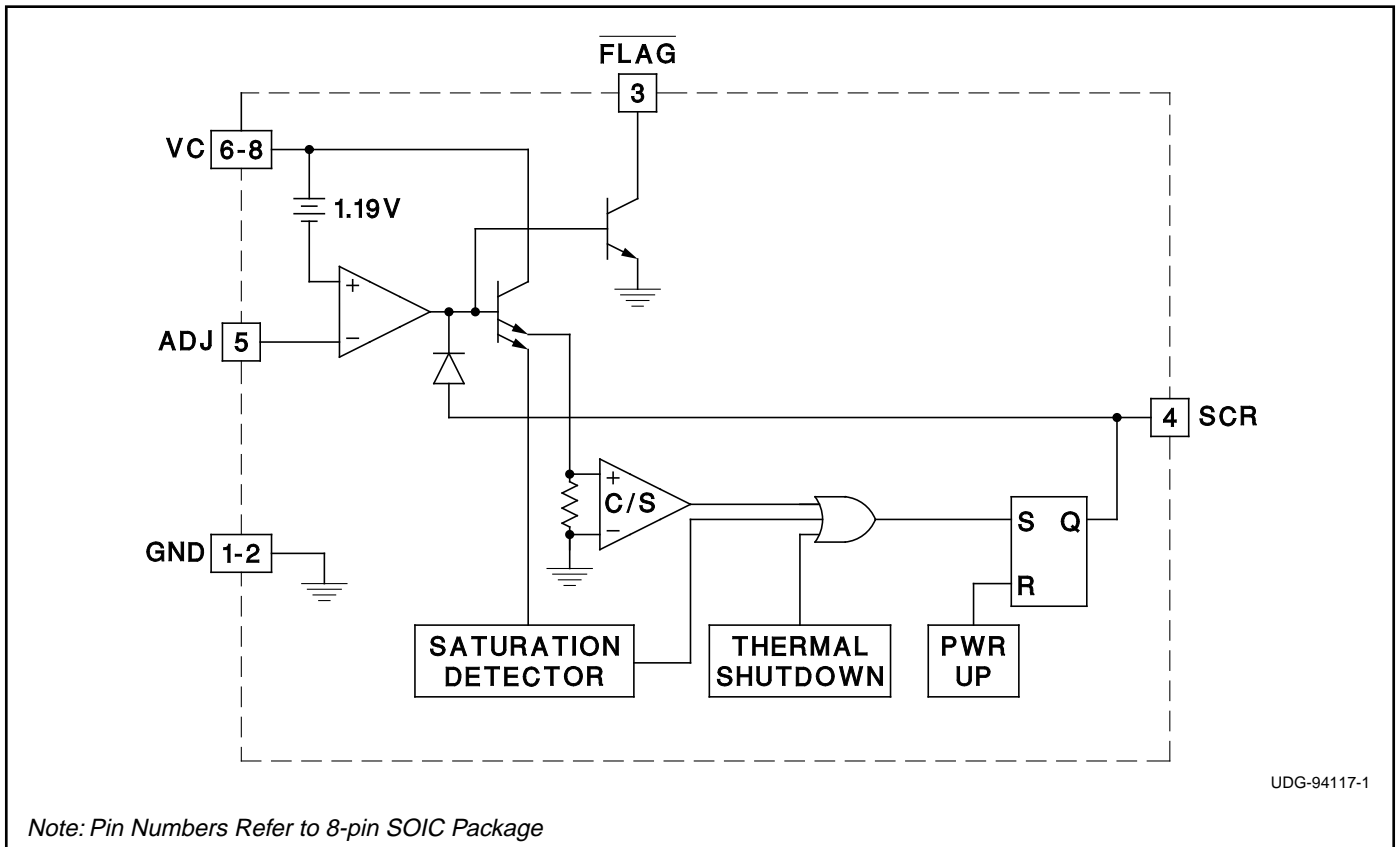 FLAG
3
VC 6-8
1.19V
+
−
ADJ 5
4 SCR
+
C/S
−
S Q
R
GND 1-2
SATURATION
DETECTOR
THERMAL
SHUTDOWN
PWR
UP
UDG-94117-1
Note: Pin Numbers Refer to 8-pin SOIC Package